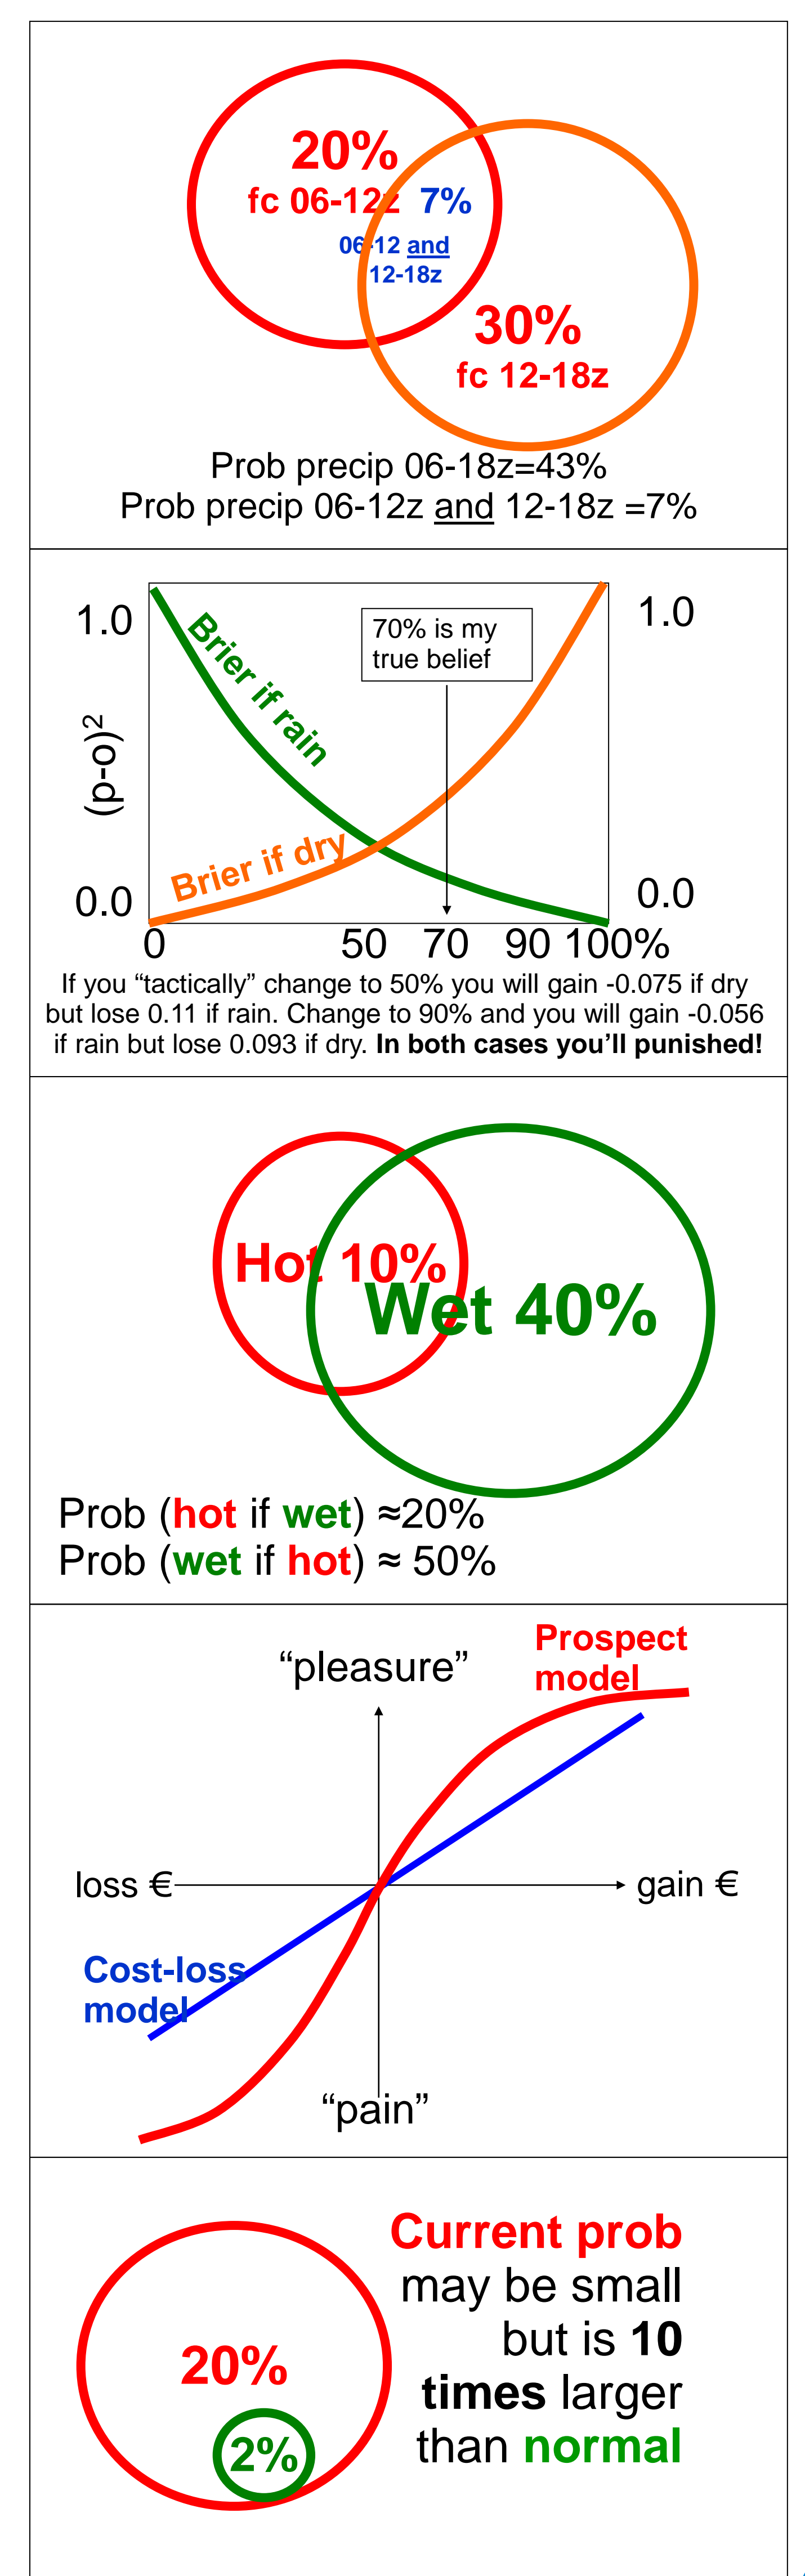 20%
fc 06-12z 7%
06-12 and
12-18z
30%
fc 12-18z
Prob precip 06-18z=43%
Prob precip 06-12z and 12-18z =7%
1.0
1.0
Brier if rain
70% is my
true belief
(p-o)²
Brier if dry
0.0
0.0
0 50 70 90 100%
If you “tactically” change to 50% you will gain -0.075 if dry
but lose 0.11 if rain. Change to 90% and you will gain -0.056
if rain but lose 0.093 if dry. In both cases you’ll punished!
Hot 10%
Wet 40%
Prob (hot if wet) ≈20%
Prob (wet if hot) ≈ 50%
Prospect
model
“pleasure”
loss €
gain €
Cost-loss
model
“pain”
Current prob
may be small
but is 10
times larger
than normal
20%
2%